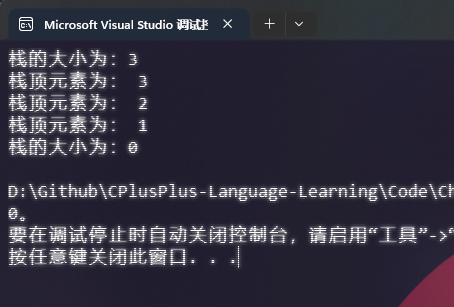 Microsoft Visual Studio 调试
栈的大小为：3
栈顶元素为： 3
栈顶元素为： 2
栈顶元素为： 1
栈的大小为：0
D:\Github\CPlusPlus-Language-Learning\Code\Ch
0。
要在调试停止时自动关闭控制台，请启用“工具”->“
按任意键关闭此窗口. . .